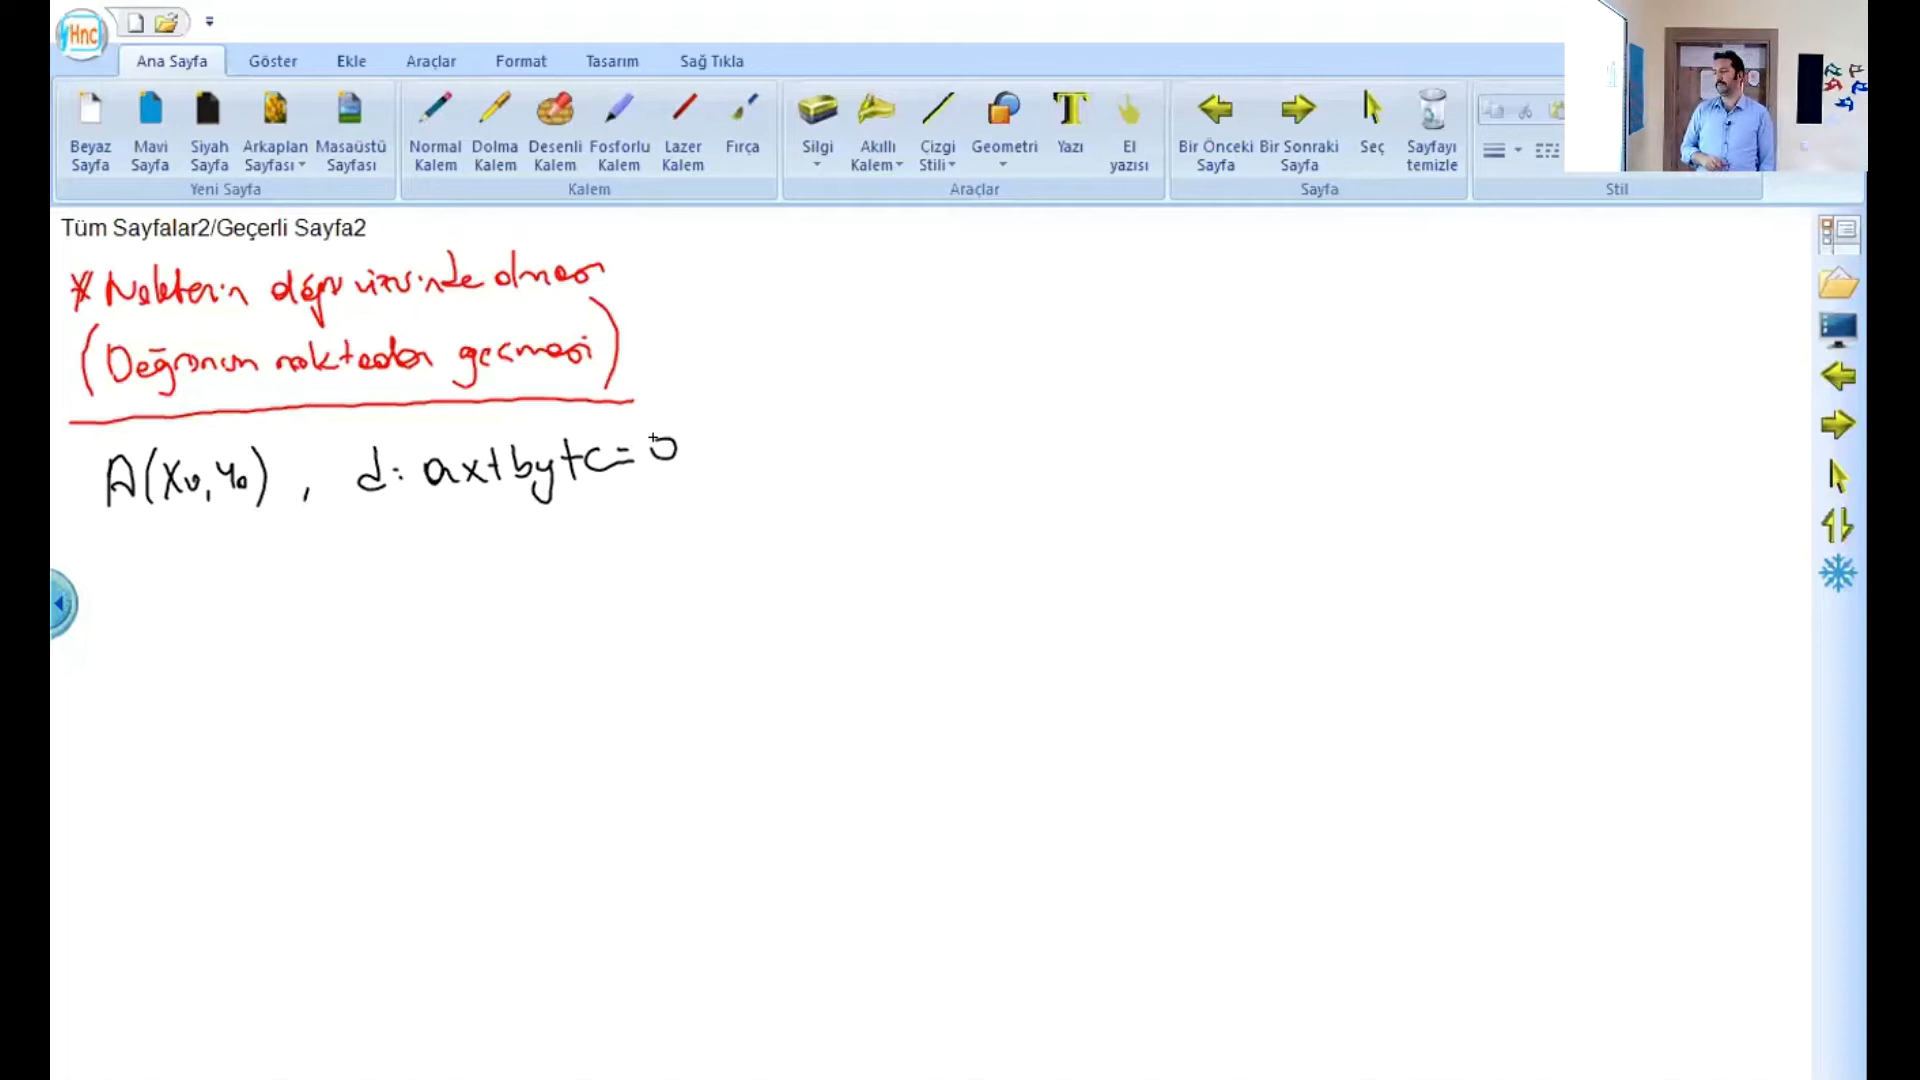 Hnc
Ana Sayfa Göster Ekle Araçlar Format Tasarım Sağ Tıkla
Beyaz Sayfa
Mavi Sayfa
Siyah Sayfa
Arkaplan Sayfası
Masaüstü Sayfası
Normal Kalem
Dolma Kalem
Desenli Kalem
Fosforlu Kalem
Lazer Kalem
Fırça
Silgi
Akıllı Kalem
Çizgi Stili
Geometri
Yazı
El yazısı
Bir Önceki Sayfa
Bir Sonraki Sayfa
Seç
Sayfayı temizle
Yeni Sayfa Kalem Araçlar Sayfa Stil
Tüm Sayfalar2/Geçerli Sayfa2
* Noktanın doğru üzerinde olması
(Doğrunun noktadan geçmesi)
A(x₀,y₀), d: ax+by+c=0